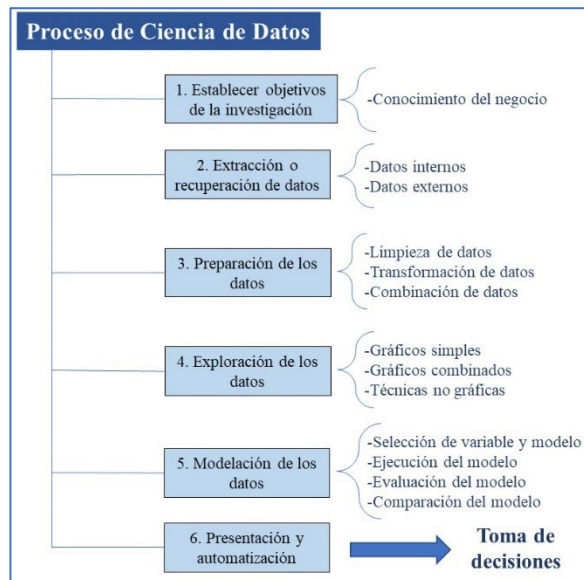 Proceso de Ciencia de Datos
1. Establecer objetivos
de la investigación
-Conocimiento del negocio
2. Extracción o
recuperación de datos
-Datos internos
-Datos externos
3. Preparación de los
datos
-Limpieza de datos
-Transformación de datos
-Combinación de datos
4. Exploración de los
datos
-Gráficos simples
-Gráficos combinados
-Técnicas no gráficas
5. Modelación de los
datos
-Selección de variable y modelo
-Ejecución del modelo
-Evaluación del modelo
-Comparación del modelo
6. Presentación y
automatización
Toma de
decisiones